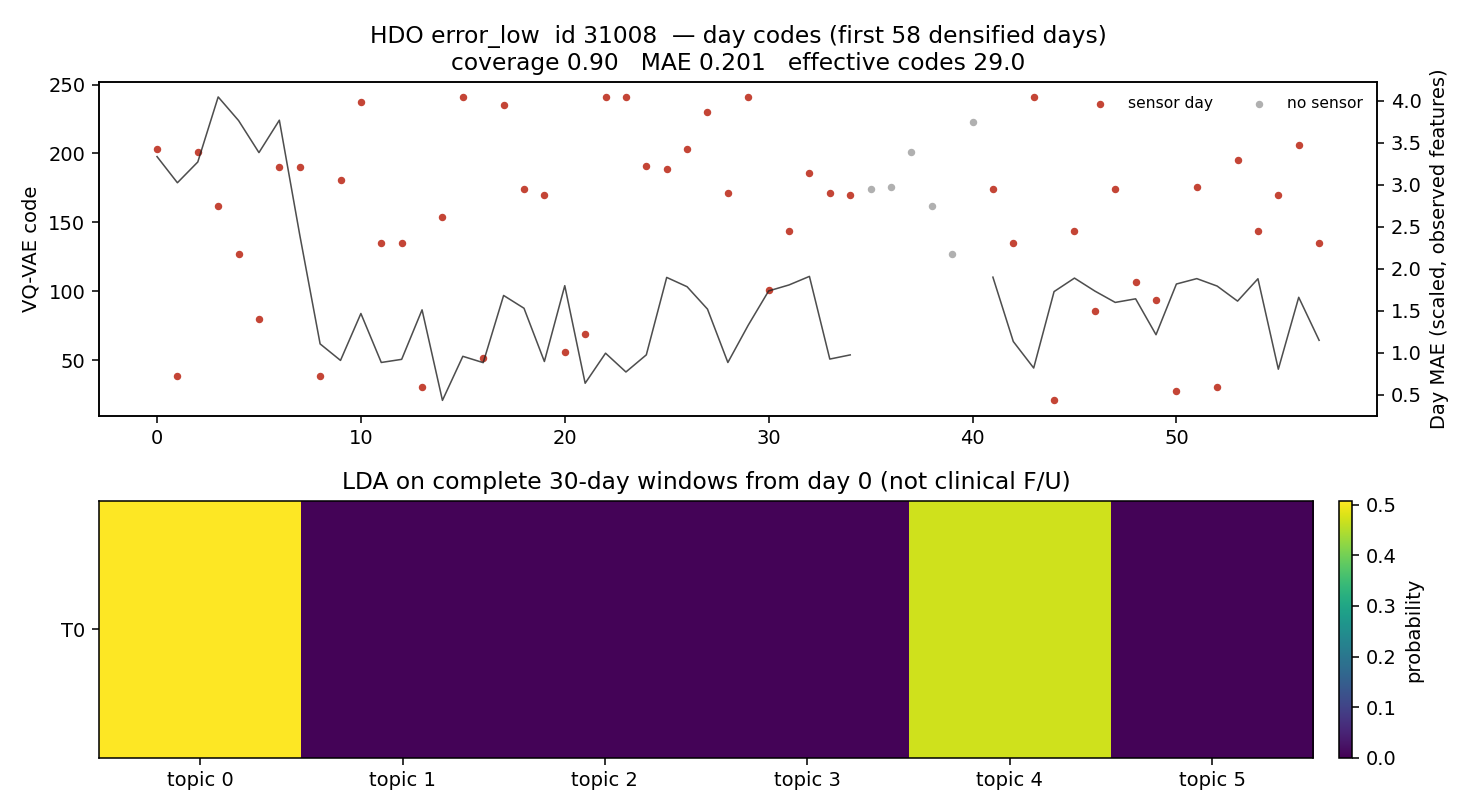 HDO error_low  id 31008  — day codes (first 58 densified days)
coverage 0.90   MAE 0.201   effective codes 29.0
sensor day
no sensor
VQ-VAE code
250
200
150
100
50
4.0
3.5
3.0
2.5
2.0
1.5
1.0
0.5
Day MAE (scaled, observed features)
0 10 20 30 40 50
LDA on complete 30-day windows from day 0 (not clinical F/U)
T0
topic 0 topic 1 topic 2 topic 3 topic 4 topic 5
0.5
0.4
0.3
0.2
0.1
0.0
probability